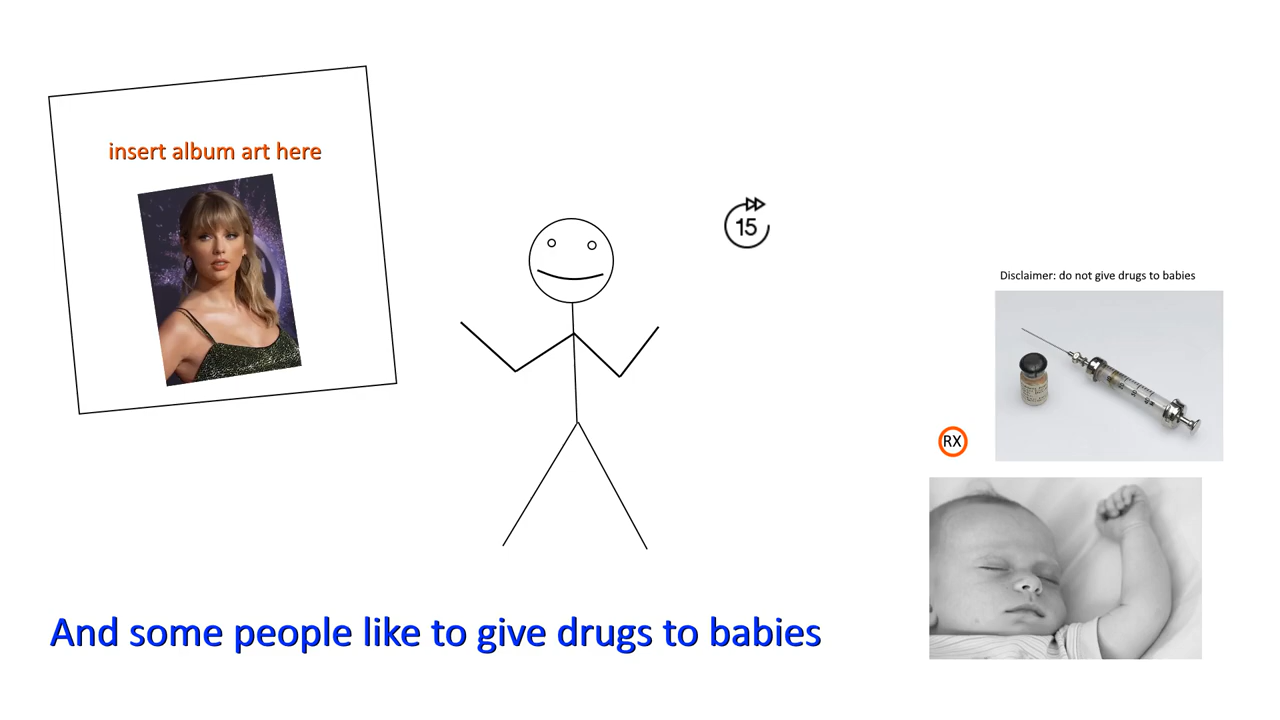 insert album art here
15
Disclaimer: do not give drugs to babies
RX
And some people like to give drugs to babies